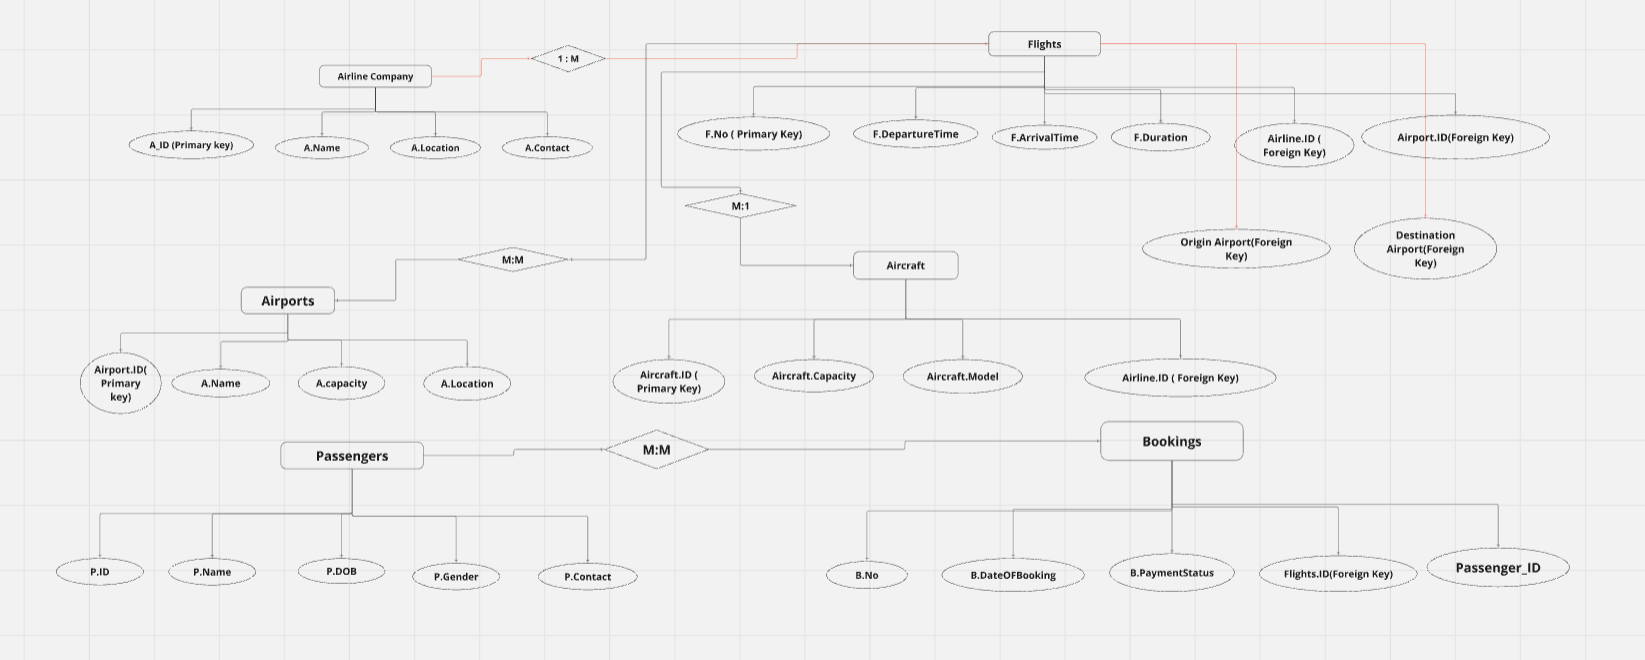 Flights
1 : M
Airline Company
A_ID (Primary key)
A.Name
A.Location
A.Contact
F.No ( Primary Key)
F.DepartureTime
F.ArrivalTime
F.Duration
Airline.ID (
Foreign Key)
Airport.ID(Foreign Key)
M:1
Origin Airport(Foreign
Key)
Destination
Airport(Foreign
Key)
M:M
Aircraft
Airports
Airport.ID(
Primary
key)
A.Name
A.capacity
A.Location
Aircraft.ID (
Primary Key)
Aircraft.Capacity
Aircraft.Model
Airline.ID ( Foreign Key)
Passengers
M:M
Bookings
P.ID
P.Name
P.DOB
P.Gender
P.Contact
B.No
B.DateOFBooking
B.PaymentStatus
Flights.ID(Foreign Key)
Passenger_ID